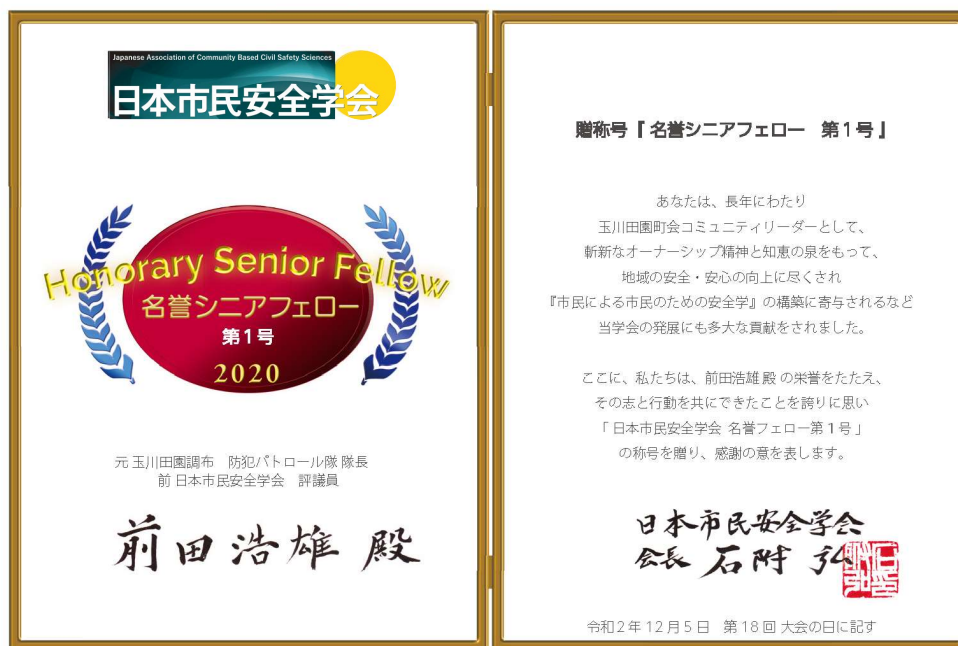 Japanese Association of Community Based Civil Safety Sciences
日本市民安全学会
Honorary Senior Fellow
名誉シニアフェロー
第1号
2020
元 玉川田園調布　防犯パトロール隊 隊長
前 日本市民安全学会　評議員
前田浩雄 殿
贈称号『 名誉シニアフェロー　第1号 』
あなたは、長年にわたり
玉川田園町会コミュニティリーダーとして、
斬新なオーナーシップ精神と知恵の泉をもって、
地域の安全・安心の向上に尽くされ
『市民による市民のための安全学』の構築に寄与されるなど
当学会の発展にも多大な貢献をされました。
ここに、私たちは、前田浩雄 殿 の栄誉をたたえ、
その志と行動を共にできたことを誇りに思い
「 日本市民安全学会 名誉フェロー第 1 号 」
の称号を贈り、感謝の意を表します。
日本市民安全学会
会長 石附 弘
令和 2 年 12 月 5 日　第 18 回 大会の日に記す